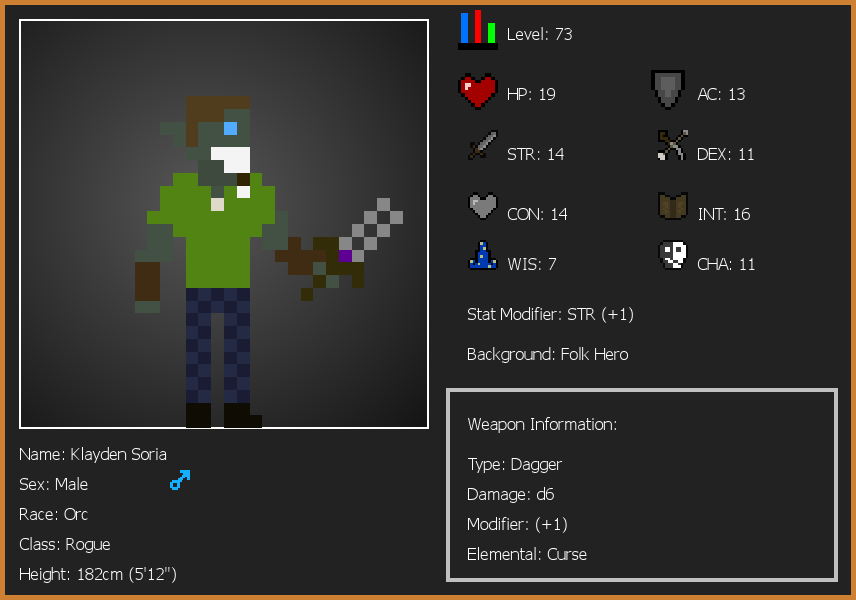 Level: 73
HP: 19
AC: 13
STR: 14
DEX: 11
CON: 14
INT: 16
WIS: 7
CHA: 11
Stat Modifier: STR (+1)
Background: Folk Hero
Weapon Information:
Type: Dagger
Damage: d6
Modifier: (+1)
Elemental: Curse
Name: Klayden Soria
Sex: Male
Race: Orc
Class: Rogue
Height: 182cm (5'12")